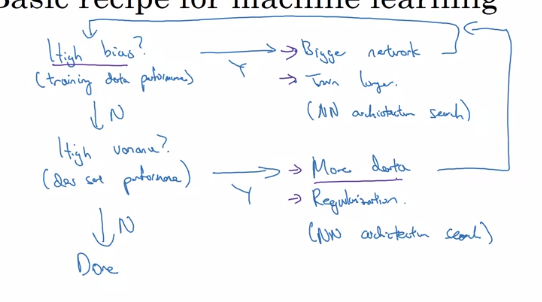 Basic recipe for machine learning
High bias?
(training data performance)
Y
Bigger network
Train longer.
(NN architecture search)
N
High variance?
(dev set performance)
Y
More data
Regularization.
(NN architecture search)
N
Done